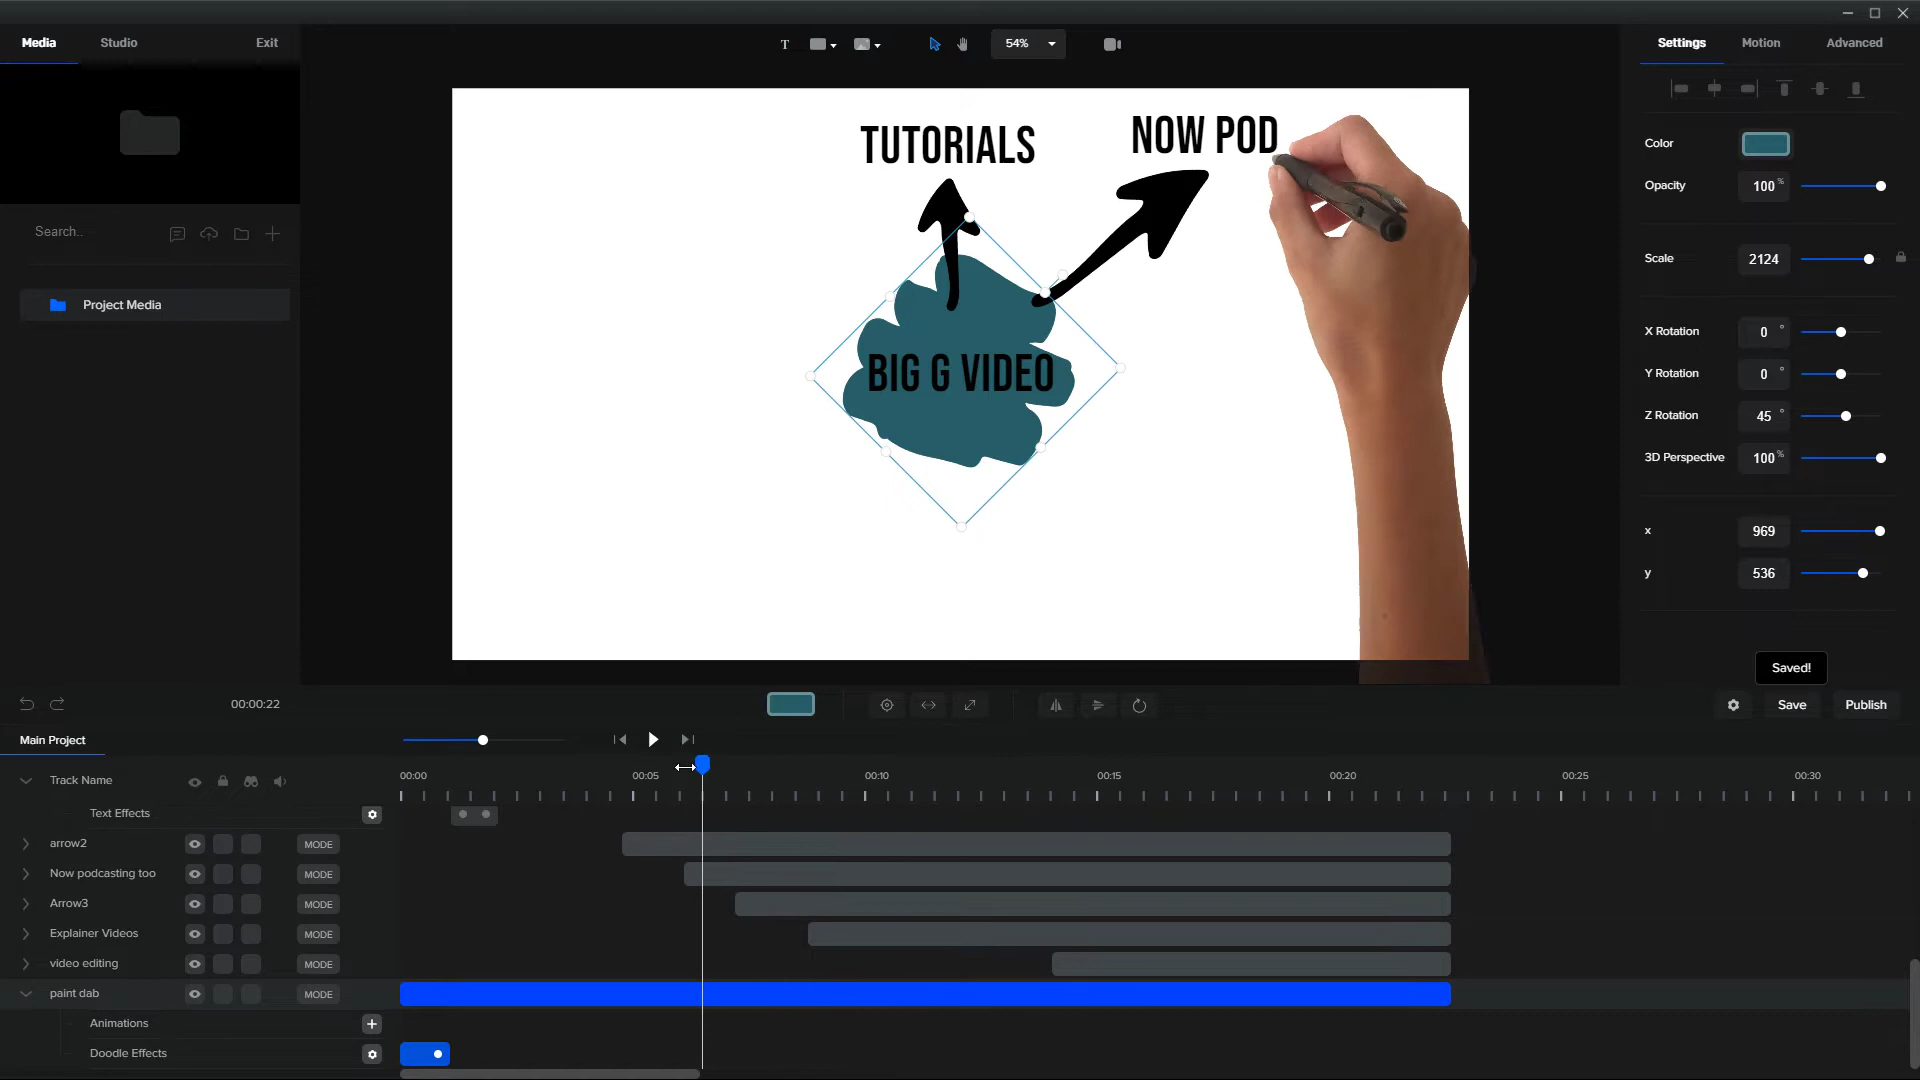 Media
Studio
Exit
T
54%
Settings
Motion
Advanced
Search..
Project Media
TUTORIALS
NOW POD
BIG G VIDEO
Color
Opacity
100 %
Scale
2124
X Rotation
0 °
Y Rotation
0 °
Z Rotation
45 °
3D Perspective
100 %
x
969
y
536
Saved!
00:00:22
Save
Publish
Main Project
Track Name
00:00
00:05
00:10
00:15
00:20
00:25
00:30
Text Effects
arrow2
MODE
Now podcasting too
MODE
Arrow3
MODE
Explainer Videos
MODE
video editing
MODE
paint dab
MODE
Animations
Doodle Effects